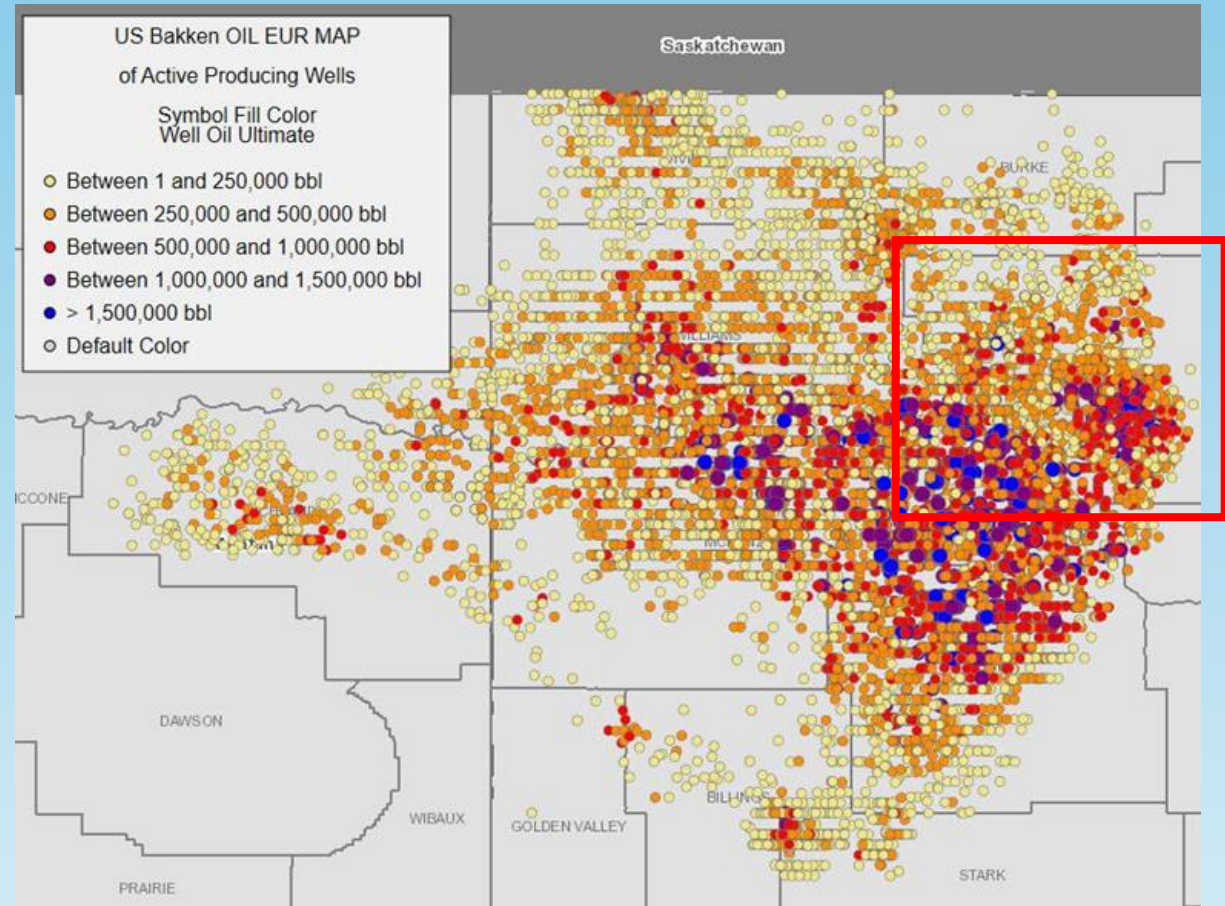 US Bakken OIL EUR MAP
of Active Producing Wells
Symbol Fill Color
Well Oil Ultimate
Between 1 and 250,000 bbl
Between 250,000 and 500,000 bbl
Between 500,000 and 1,000,000 bbl
Between 1,000,000 and 1,500,000 bbl
> 1,500,000 bbl
Default Color
Saskatchewan
BURKE
WILLIAMS
DAWSON
WIBAUX
GOLDEN VALLEY
BILLINGS
STARK
PRAIRIE